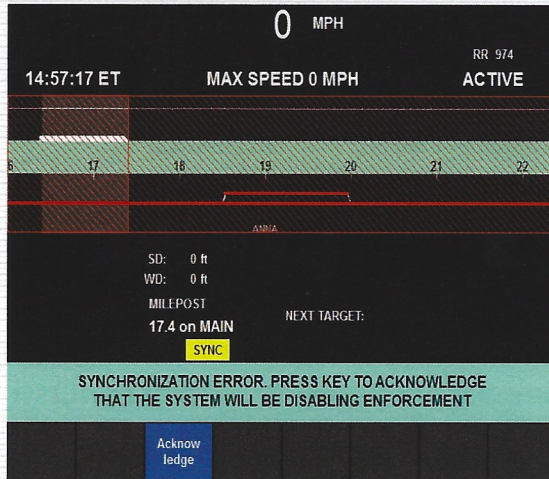 0 MPH
RR 974
14:57:17 ET MAX SPEED 0 MPH ACTIVE
6 17 18 19 20 21 22
ANNA
SD: 0 ft
WD: 0 ft
MILEPOST
NEXT TARGET:
17.4 on MAIN
SYNC
SYNCHRONIZATION ERROR. PRESS KEY TO ACKNOWLEDGE
THAT THE SYSTEM WILL BE DISABLING ENFORCEMENT
Acknow
ledge